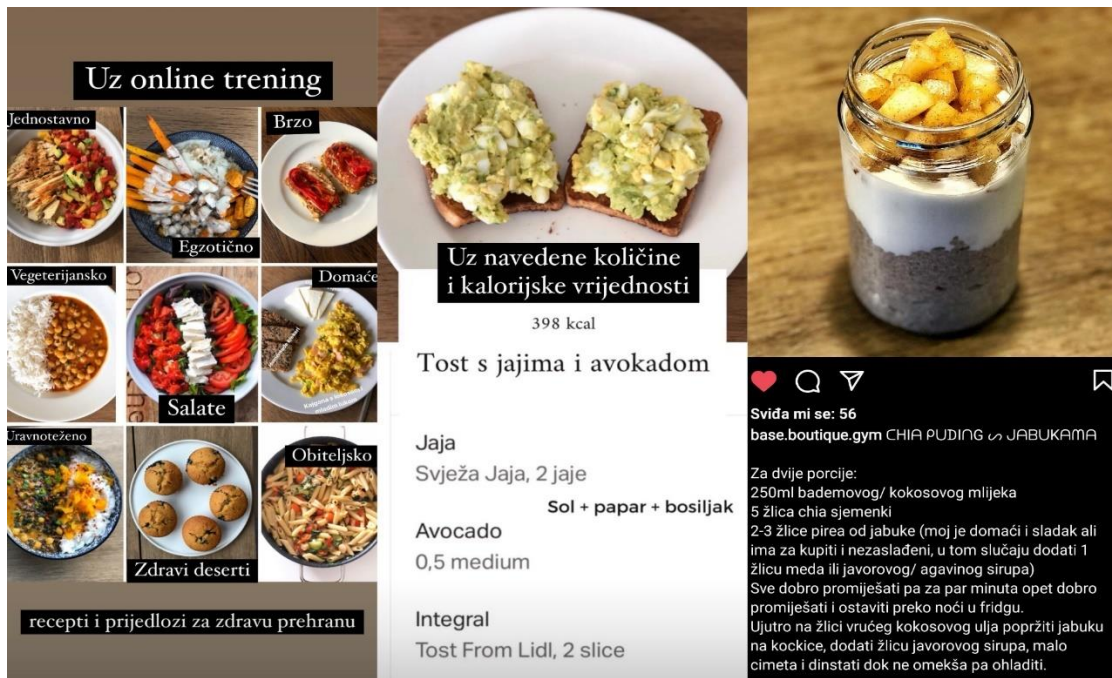 Uz online trening
Jednostavno
Brzo
Egzotično
Vegeterijansko
Domaće
Salate
Uravnoteženo
Obiteljsko
Zdravi deserti
recepti i prijedlozi za zdravu prehranu
Uz navedene količine
i kalorijske vrijednosti
398 kcal
Tost s jajima i avokadom
Jaja
Svježa Jaja, 2 jaje
Sol + papar + bosiljak
Avocado
0,5 medium
Integral
Tost From Lidl, 2 slice
Sviđa mi se: 56
base.boutique.gym CHIA PUDING S JABUKAMA
Za dvije porcije:
250ml bademovog/ kokosovog mlijeka
5 žlica chia sjemenki
2-3 žlice pirea od jabuke (moj je domaći i sladak ali
ima za kupiti i nezaslađeni, u tom slučaju dodati 1
žlicu meda ili javorovog/ agavinog sirupa)
Sve dobro promiješati pa za par minuta opet dobro
promiješati i ostaviti preko noći u fridgu.
Ujutro na žlici vrućeg kokosovog ulja popržiti jabuku
na kockice, dodati žlicu javorovog sirupa, malo
cimeta i dinstati dok ne omekša pa ohladiti.